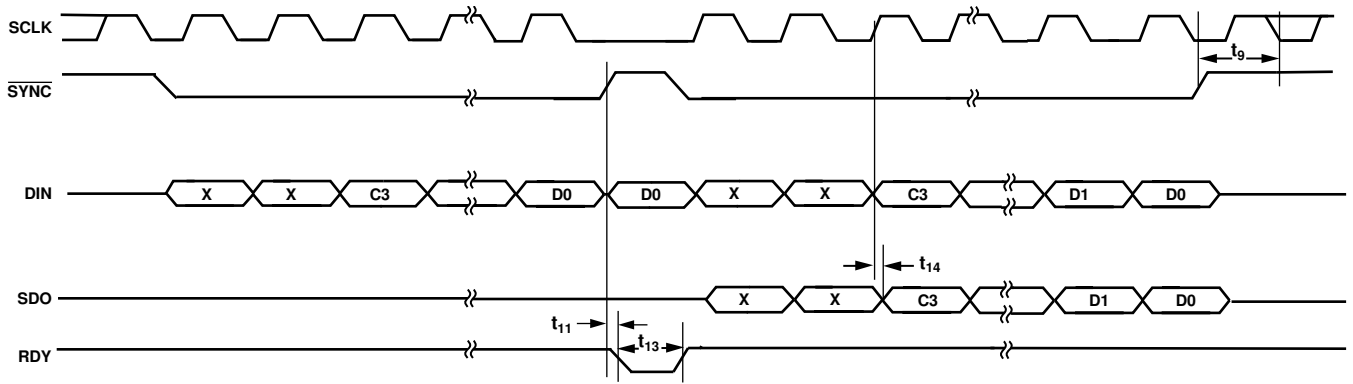 SCLK
t9
SYNC
DIN X X C3 D0 D0 X X C3 D1 D0
t14
SDO X X C3 D1 D0
t11 t13
RDY